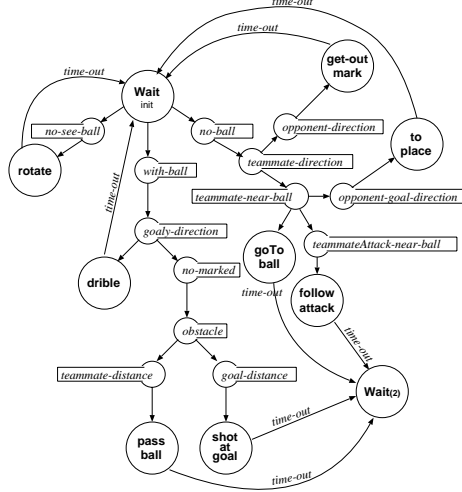 time-out
time-out
get-out
mark
time-out
Wait
init
no-see-ball
no-ball
opponent-direction
to
place
rotate
time-out
with-ball
teammate-direction
teammate-near-ball
opponent-goal-direction
goaly-direction
teammateAttack-near-ball
goTo
ball
no-marked
drible
time-out
follow
attack
obstacle
time-out
teammate-distance
goal-distance
Wait(2)
time-out
pass
ball
shot
at
goal
time-out